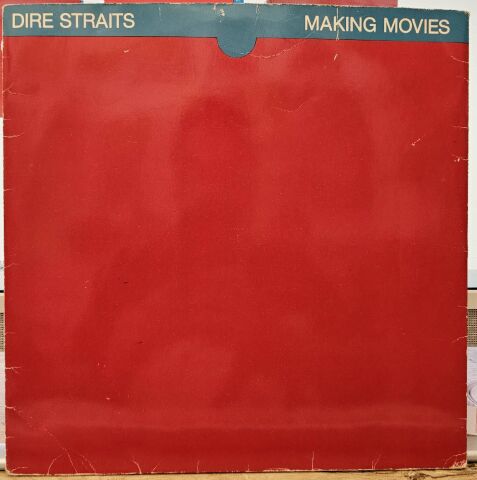 DIRE STRAITS MAKING MOVIES